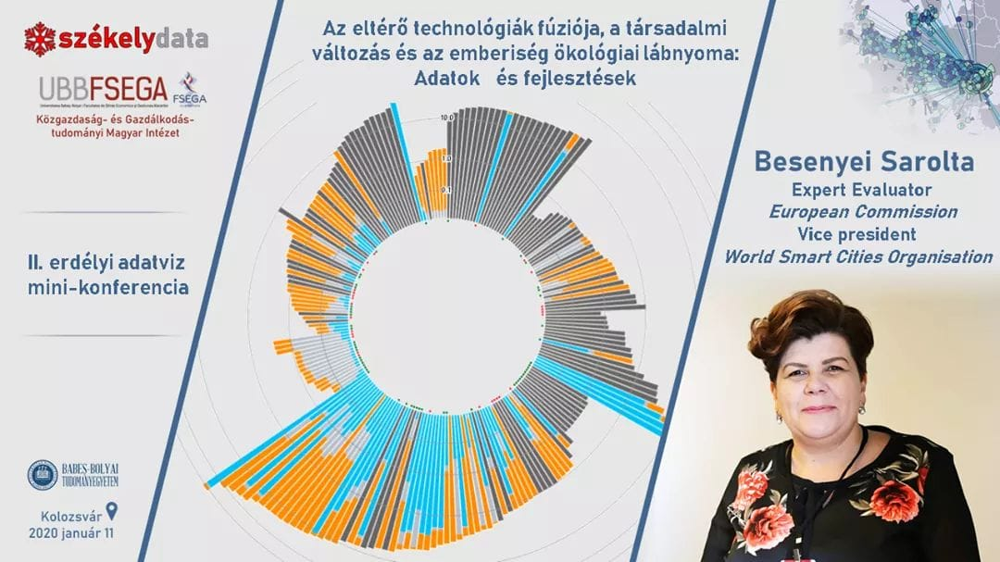 székelydata
UBBFSEGA
FSEGA
Közgazdaság- és Gazdálkodás-
tudományi Magyar Intézet
II. erdélyi adatviz
mini-konferencia
BABEȘ-BOLYAI
TUDOMÁNYEGYETEM
Kolozsvár
2020 január 11
Az eltérő technológiák fúziója, a társadalmi
változás és az emberiség ökológiai lábnyoma:
Adatok és fejlesztések
10.0
1.0
0.1
Besenyei Sarolta
Expert Evaluator
European Commission
Vice president
World Smart Cities Organisation